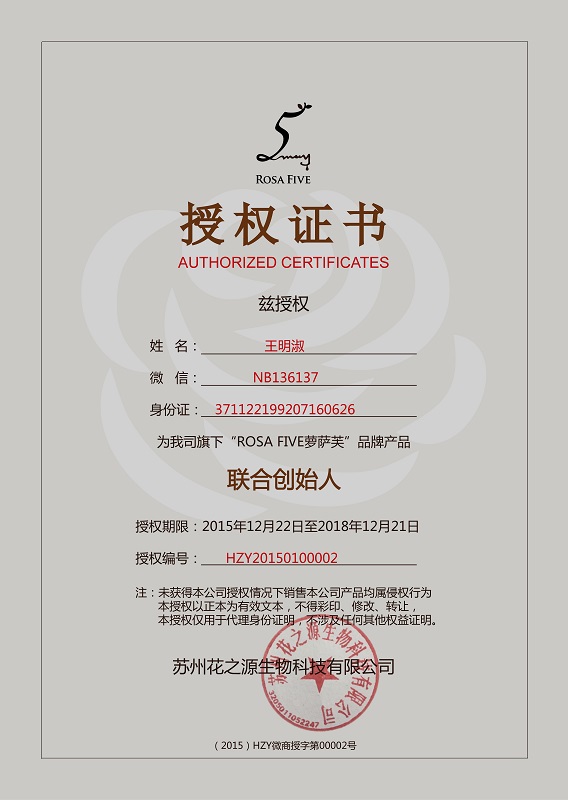 5
may
ROSA FIVE
授权证书
AUTHORIZED CERTIFICATES
兹授权
姓 名：王明淑
微 信：NB136137
身份证：371122199207160626
为我司旗下“ROSA FIVE萝萨芙”品牌产品
联合创始人
授权期限：2015年12月22日至2018年12月21日
授权编号：HZY20150100002
注：未获得本公司授权情况下销售本公司产品均属侵权行为
本授权以正本为有效文本，不得彩印、修改、转让，
本授权仅用于代理身份证明，不涉及任何其他权益证明。
苏州花之源生物科技有限公司
苏州花之源生物科技有限公司
3205011052247
（2015）HZY微商授字第00002号